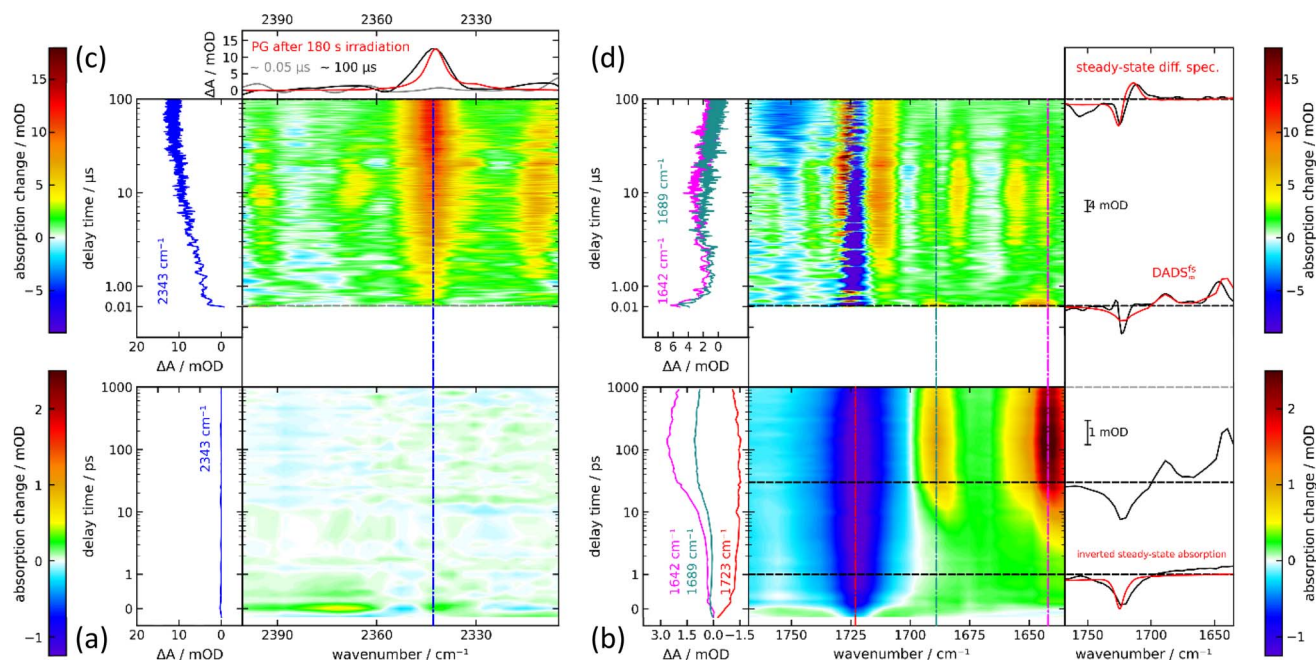 2390 2360 2330
(c)
PG after 180 s irradiation
~ 0.05 µs ~ 100 µs
ΔA / mOD
15
10
5
0
absorption change / mOD
15
10
5
0
−5
delay time / µs
100
10
1.00
0.01
2343 cm⁻¹
20 10 0
ΔA / mOD
(d)
delay time / µs
100
10
1.00
0.01
1689 cm⁻¹
1642 cm⁻¹
8 6 4 2 0
ΔA / mOD
steady-state diff. spec.
4 mOD
DADS∞fs
absorption change / mOD
15
10
5
0
−5
absorption change / mOD
2
1
0
−1
(a)
delay time / ps
1000
100
10
1
0
2343 cm⁻¹
20 10 0
ΔA / mOD
2390 2360 2330
wavenumber / cm⁻¹
(b)
delay time / ps
1000
100
10
1
0
1642 cm⁻¹
1689 cm⁻¹
1723 cm⁻¹
3.0 1.5 0.0 −1.5
ΔA / mOD
1750 1725 1700 1675 1650
wavenumber / cm⁻¹
1 mOD
inverted steady-state absorption
1750 1700 1650
absorption change / mOD
2
1
0
−1